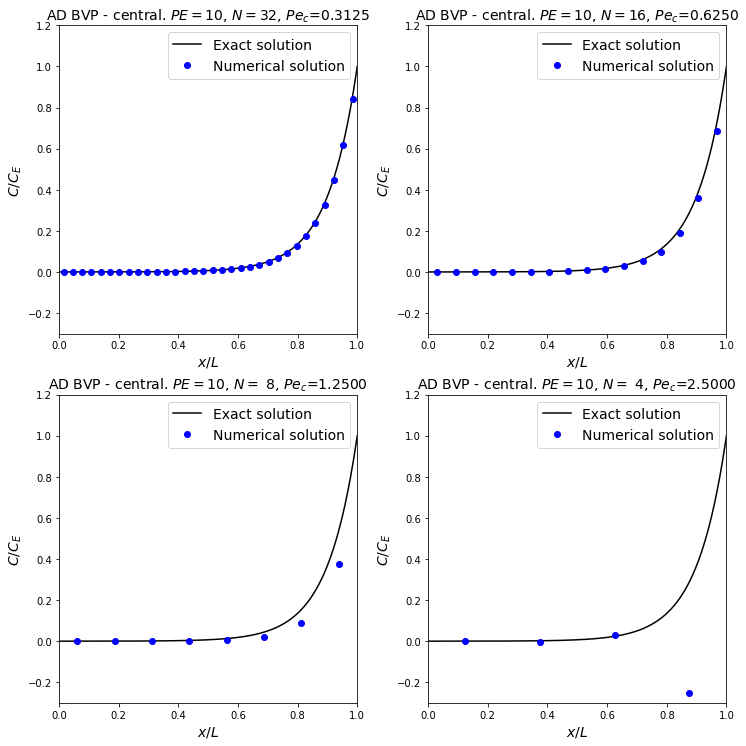 AD BVP - central. PE = 10, N = 32, Pe_c=0.3125
1.2
1.0
0.8
0.6
0.4
0.2
0.0
−0.2
C/C_E
Exact solution
Numerical solution
0.0 0.2 0.4 0.6 0.8 1.0
x/L
AD BVP - central. PE = 10, N = 16, Pe_c=0.6250
1.2
1.0
0.8
0.6
0.4
0.2
0.0
−0.2
C/C_E
Exact solution
Numerical solution
0.0 0.2 0.4 0.6 0.8 1.0
x/L
AD BVP - central. PE = 10, N = 8, Pe_c=1.2500
1.2
1.0
0.8
0.6
0.4
0.2
0.0
−0.2
C/C_E
Exact solution
Numerical solution
0.0 0.2 0.4 0.6 0.8 1.0
x/L
AD BVP - central. PE = 10, N = 4, Pe_c=2.5000
1.2
1.0
0.8
0.6
0.4
0.2
0.0
−0.2
C/C_E
Exact solution
Numerical solution
0.0 0.2 0.4 0.6 0.8 1.0
x/L